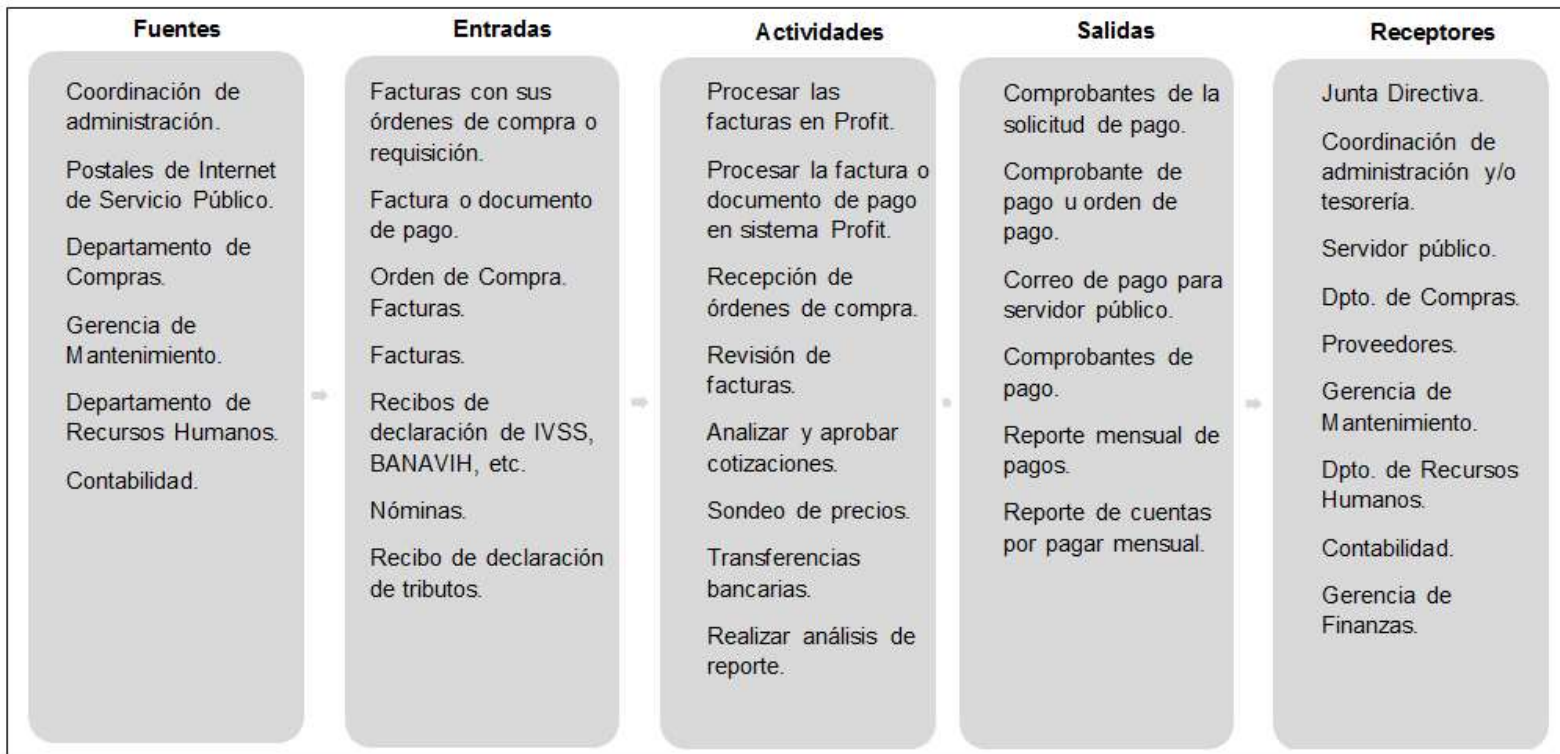 Fuentes
Coordinación de
administración.
Postales de Internet
de Servicio Público.
Departamento de
Compras.
Gerencia de
Mantenimiento.
Departamento de
Recursos Humanos.
Contabilidad.
Entradas
Facturas con sus
órdenes de compra o
requisición.
Factura o documento
de pago.
Orden de Compra.
Facturas.
Facturas.
Recibos de
declaración de IVSS,
BANAVIH, etc.
Nóminas.
Recibo de declaración
de tributos.
Actividades
Procesar las
facturas en Profit.
Procesar la factura o
documento de pago
en sistema Profit.
Recepción de
órdenes de compra.
Revisión de
facturas.
Analizar y aprobar
cotizaciones.
Sondeo de precios.
Transferencias
bancarias.
Realizar análisis de
reporte.
Salidas
Comprobantes de la
solicitud de pago.
Comprobante de
pago u orden de
pago.
Correo de pago para
servidor público.
Comprobantes de
pago.
Reporte mensual de
pagos.
Reporte de cuentas
por pagar mensual.
Receptores
Junta Directiva.
Coordinación de
administración y/o
tesorería.
Servidor público.
Dpto. de Compras.
Proveedores.
Gerencia de
Mantenimiento.
Dpto. de Recursos
Humanos.
Contabilidad.
Gerencia de
Finanzas.